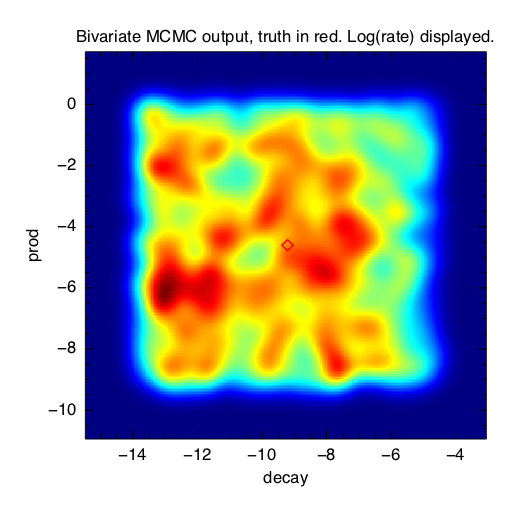 Bivariate MCMC output, truth in red. Log(rate) displayed.
0
−2
−4
−6
−8
−10
prod
−14 −12 −10 −8 −6 −4
decay